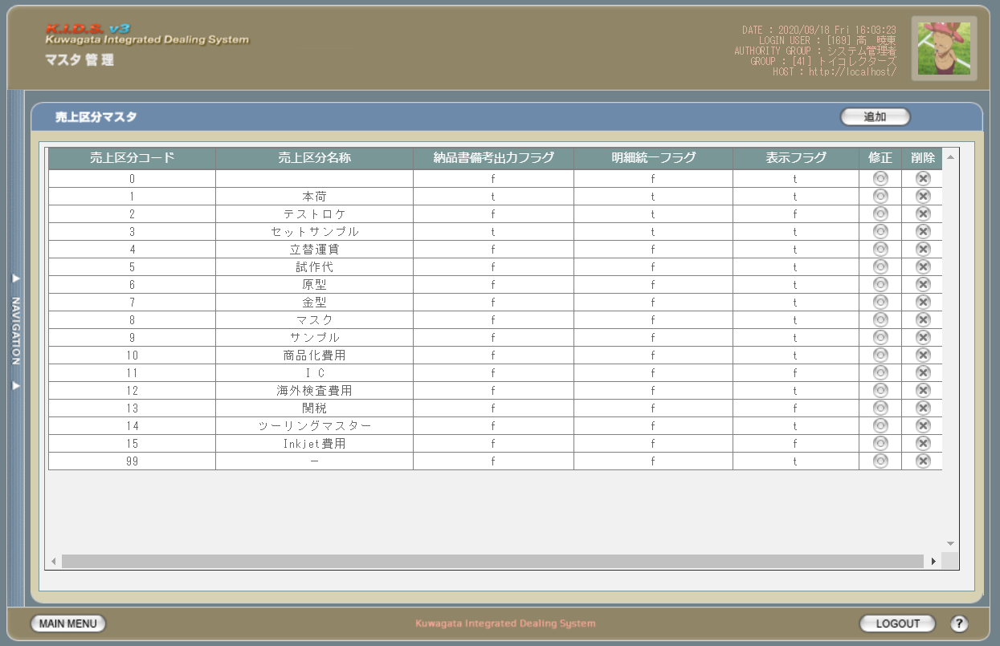 K.i.D.S. v3
Kuwagata Integrated Dealing System
マスタ管理
DATE : 2020/09/18 Fri 16:03:23
LOGIN USER : [169] 高　暁東
AUTHORITY GROUP : システム管理者
GROUP : [41] トイコレクターズ
HOST : http://localhost/
売上区分マスタ
追加
売上区分コード 売上区分名称 納品書備考出力フラグ 明細統一フラグ 表示フラグ 修正 削除
0 f f t
1 本荷 t t t
2 テストロケ f t f
3 セットサンプル t t t
4 立替運賃 f f t
5 試作代 f f t
6 原型 f f t
7 金型 f f t
8 マスク f f t
9 サンプル f f t
10 商品化費用 f f t
11 ＩＣ f f f
12 海外検査費用 f f t
13 関税 f f f
14 ツーリングマスター f f t
15 Inkjet費用 f f f
99 － f f t
NAVIGATION
MAIN MENU
Kuwagata Integrated Dealing System
LOGOUT
?